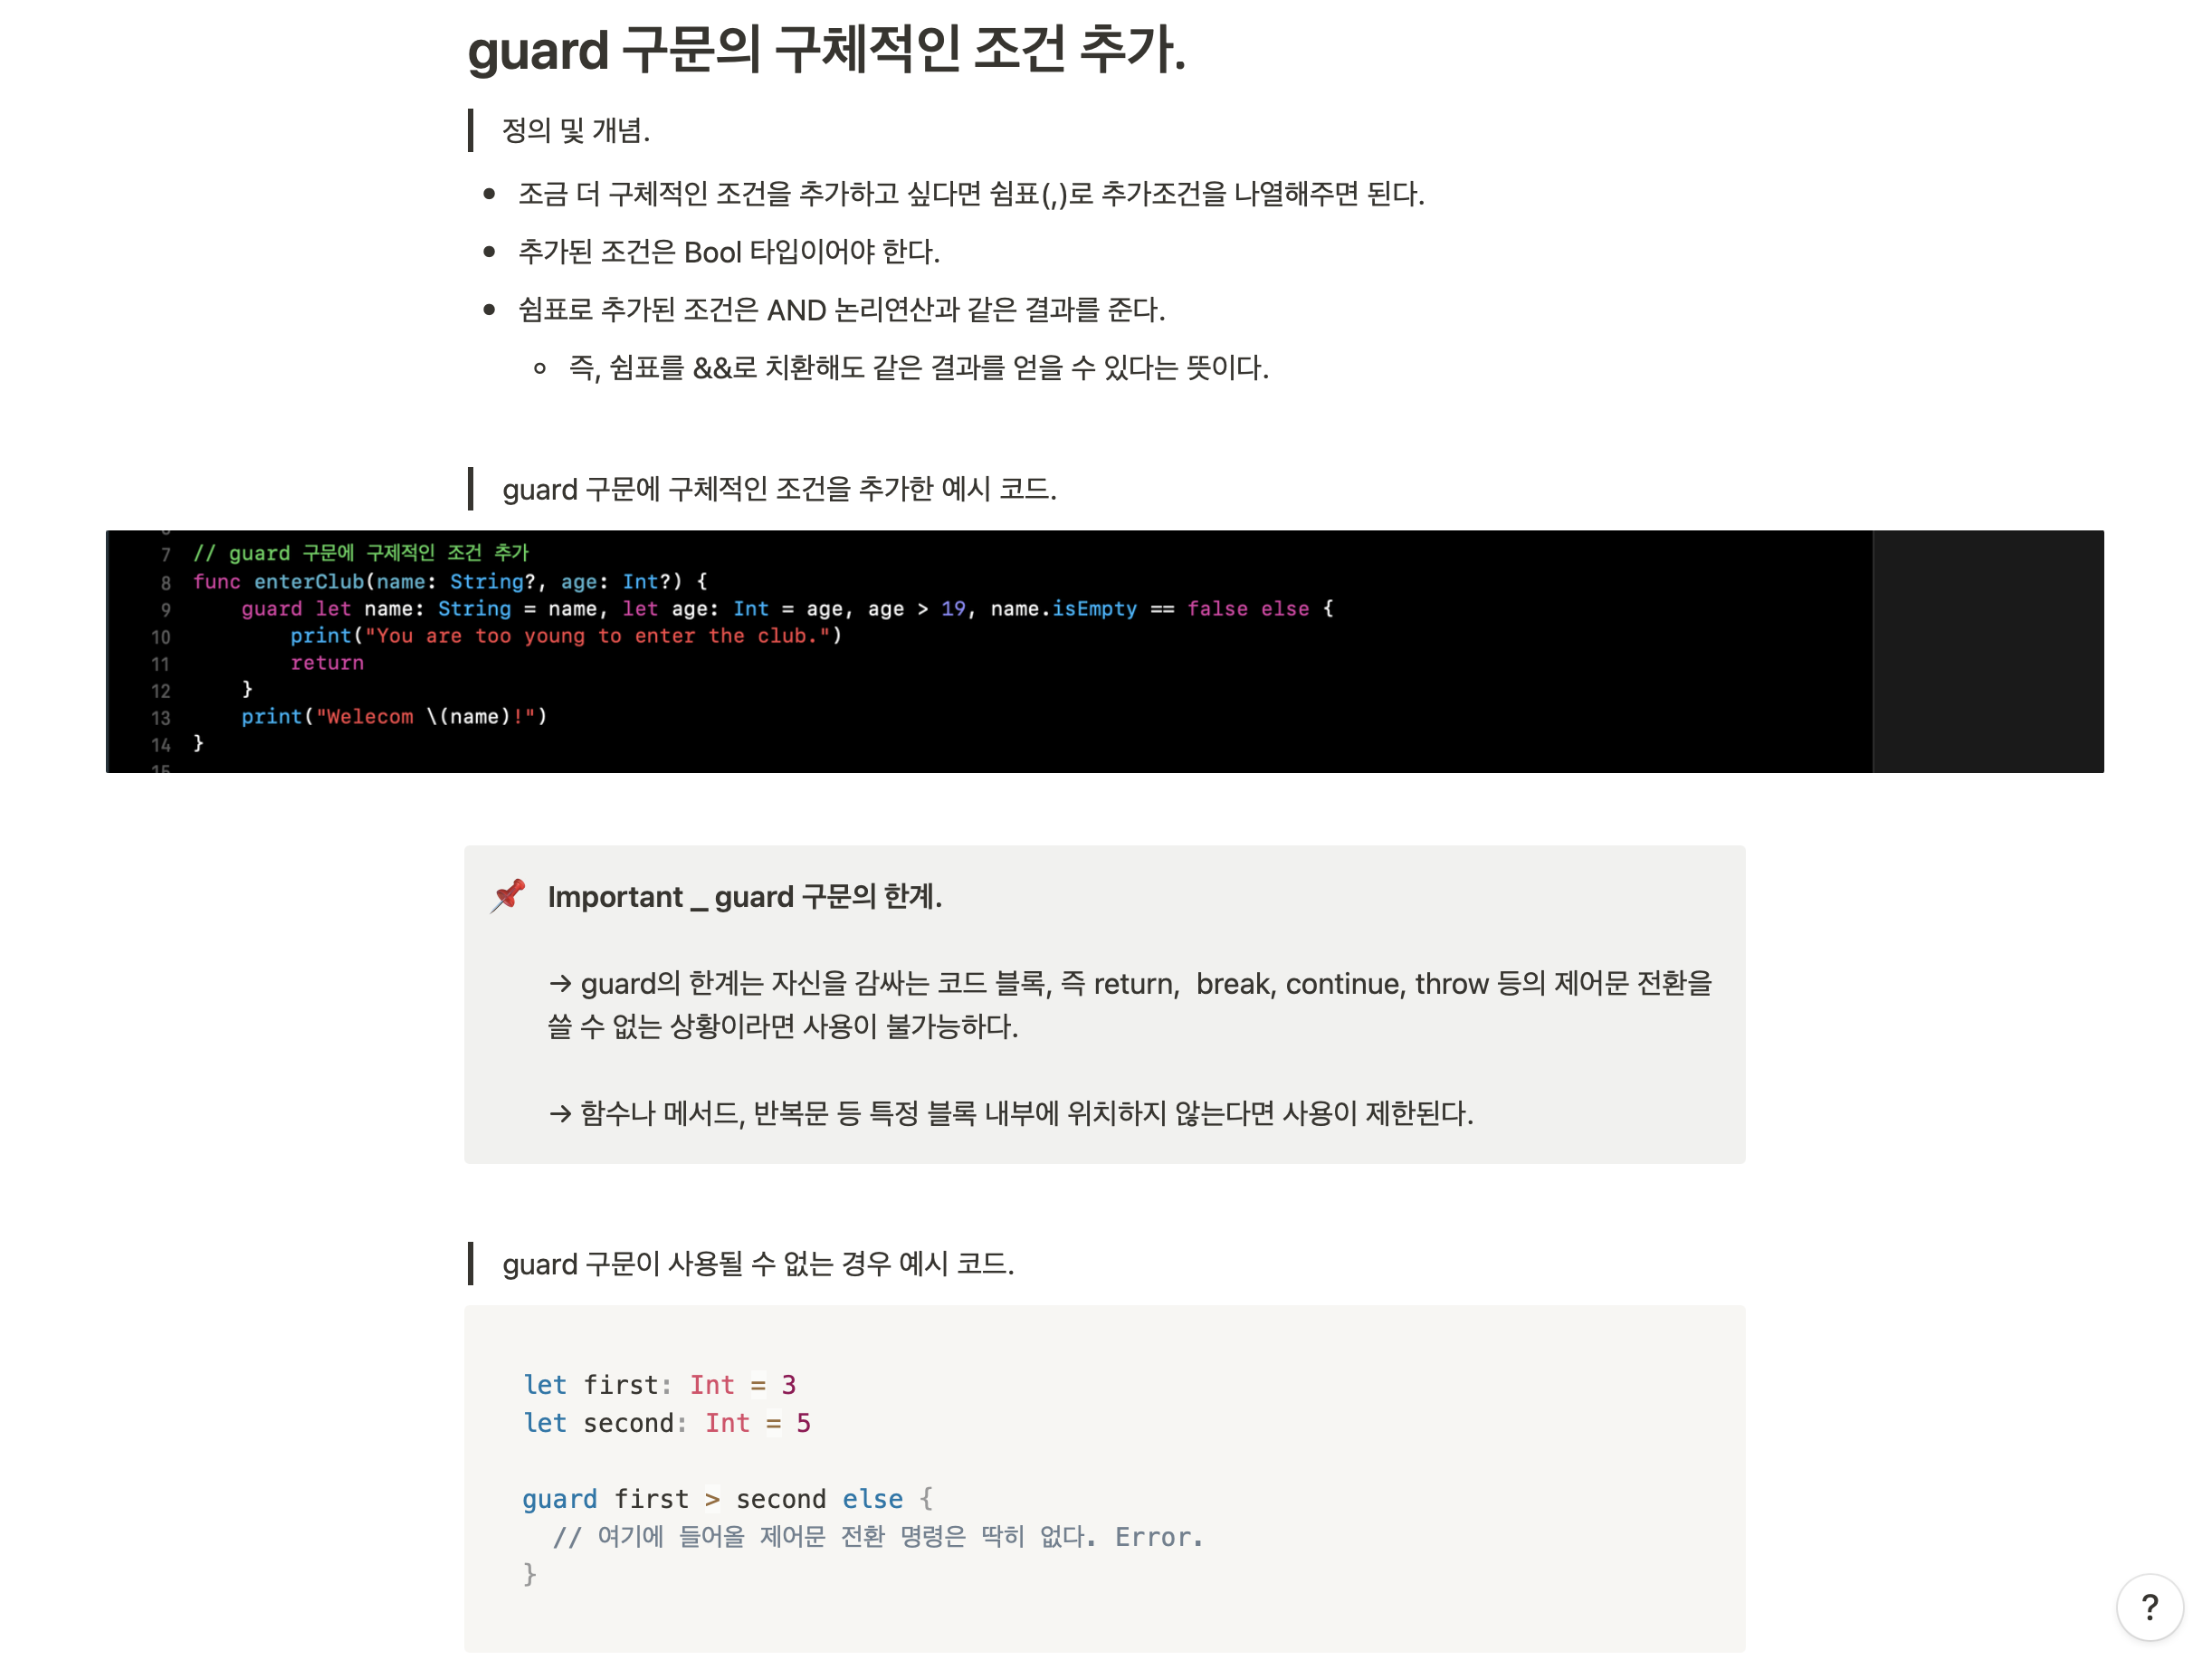 guard 구문의 구체적인 조건 추가.
정의 및 개념.
• 조금 더 구체적인 조건을 추가하고 싶다면 쉼표(,)로 추가조건을 나열해주면 된다.
• 추가된 조건은 Bool 타입이어야 한다.
• 쉼표로 추가된 조건은 AND 논리연산과 같은 결과를 준다.
◦ 즉, 쉼표를 &&로 치환해도 같은 결과를 얻을 수 있다는 뜻이다.
guard 구문에 구체적인 조건을 추가한 예시 코드.
7 // guard 구문에 구제적인 조건 추가
8 func enterClub(name: String?, age: Int?) {
9     guard let name: String = name, let age: Int = age, age > 19, name.isEmpty == false else {
10         print("You are too young to enter the club.")
11         return
12     }
13     print("Welecom \(name)!")
14 }
15
📌 Important _ guard 구문의 한계.
→ guard의 한계는 자신을 감싸는 코드 블록, 즉 return,  break, continue, throw 등의 제어문 전환을
쓸 수 없는 상황이라면 사용이 불가능하다.
→ 함수나 메서드, 반복문 등 특정 블록 내부에 위치하지 않는다면 사용이 제한된다.
guard 구문이 사용될 수 없는 경우 예시 코드.
let first: Int = 3
let second: Int = 5
guard first > second else {
  // 여기에 들어올 제어문 전환 명령은 딱히 없다. Error.
}
?